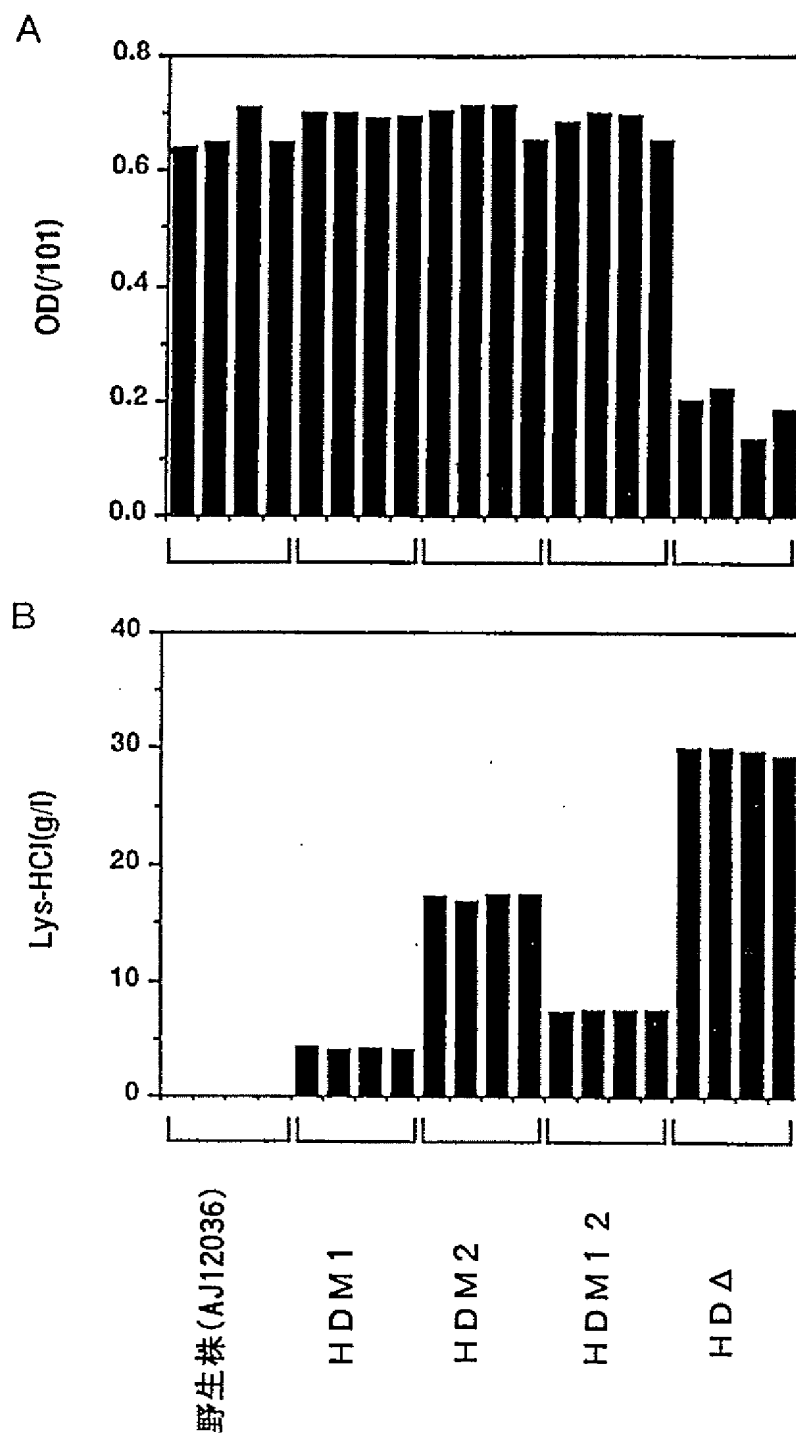 A
0.8
0.6
0.4
0.2
0.0
OD(/101)
B
40
30
20
10
0
Lys-HCl(g/l)
野生株(AJ12036)
HDM1
HDM2
HDM12
HDΔ